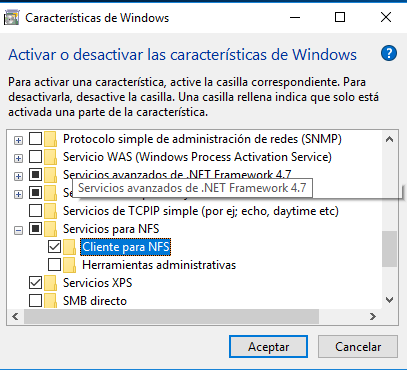 Características de Windows
Activar o desactivar las características de Windows
Para activar una característica, active la casilla correspondiente. Para
desactivarla, desactive la casilla. Una casilla rellena indica que solo está
activada una parte de la característica.
Protocolo simple de administración de redes (SNMP)
Servicio WAS (Windows Process Activation Service)
Servicios avanzados de .NET Framework 4.7
Servicios avanzados de .NET Framework 4.7
Servicios de TCPIP simple (por ej; echo, daytime etc)
Servicios para NFS
Cliente para NFS
Herramientas administrativas
Servicios XPS
SMB directo
Aceptar
Cancelar